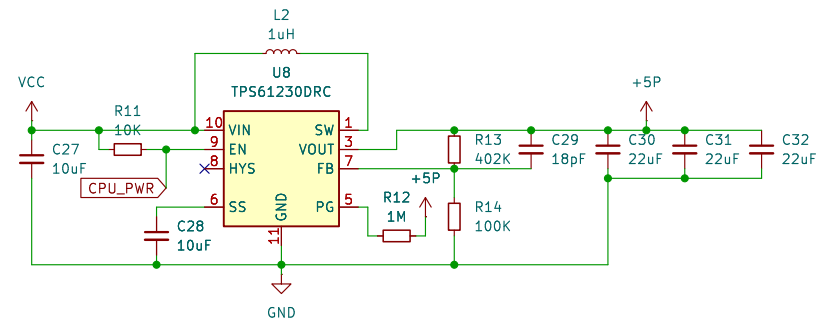 L2
1uH
U8
TPS61230DRC
VCC
+5P
R11
10K
10
VIN
SW
1
9
EN
VOUT
3
8
HYS
FB
7
6
SS
PG
5
GND
11
C27
10uF
CPU_PWR
C28
10uF
R13
402K
C29
18pF
C30
22uF
C31
22uF
C32
22uF
+5P
R12
1M
R14
100K
GND